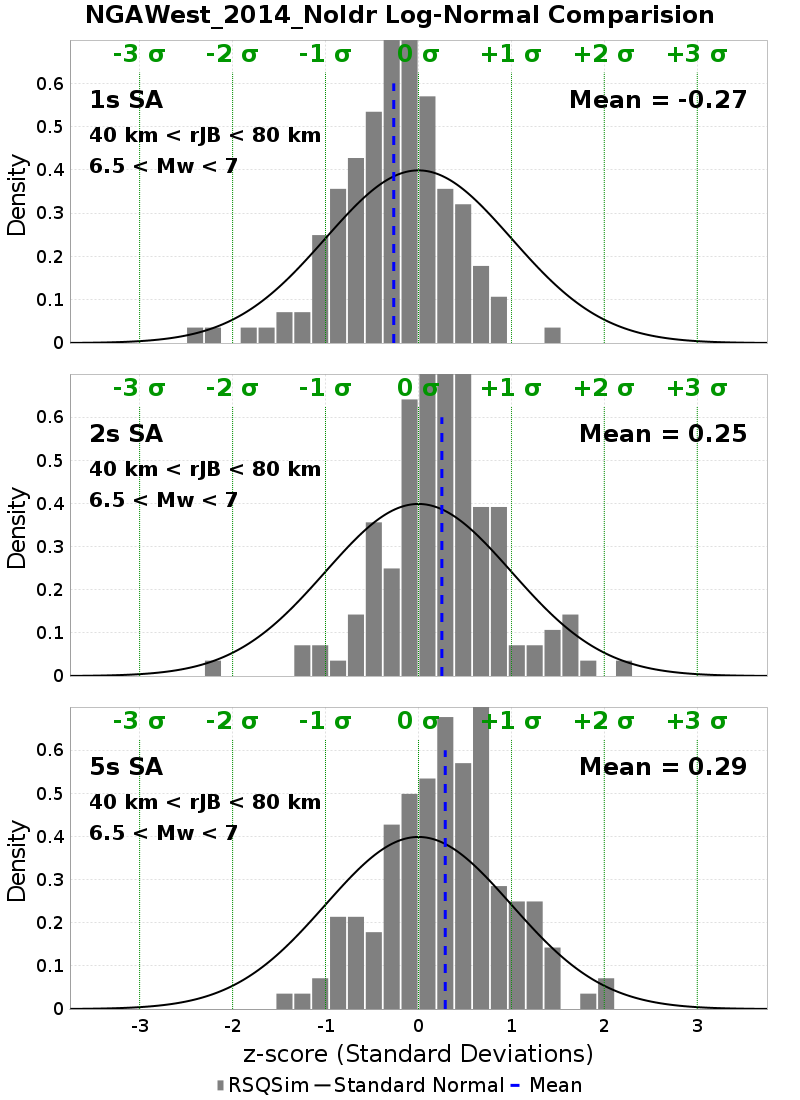 NGAWest_2014_NoIdr Log-Normal Comparision
-3 σ -2 σ -1 σ 0 σ +1 σ +2 σ +3 σ
1s SA Mean = -0.27
40 km < rJB < 80 km
6.5 < Mw < 7
Density
0.6
0.5
0.4
0.3
0.2
0.1
0
-3 σ -2 σ -1 σ 0 σ +1 σ +2 σ +3 σ
2s SA Mean = 0.25
40 km < rJB < 80 km
6.5 < Mw < 7
Density
0.6
0.5
0.4
0.3
0.2
0.1
0
-3 σ -2 σ -1 σ 0 σ +1 σ +2 σ +3 σ
5s SA Mean = 0.29
40 km < rJB < 80 km
6.5 < Mw < 7
Density
0.6
0.5
0.4
0.3
0.2
0.1
0
-3 -2 -1 0 1 2 3
z-score (Standard Deviations)
RSQSim Standard Normal Mean